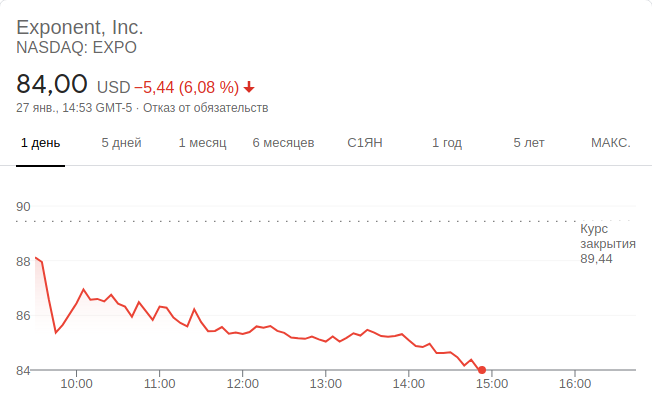 Exponent, Inc.
NASDAQ: EXPO
84,00 USD −5,44 (6,08 %)
27 янв., 14:53 GMT-5 · Отказ от обязательств
1 день 5 дней 1 месяц 6 месяцев С1ЯН 1 год 5 лет МАКС.
90
Курс
закрытия
89,44
88
86
84
10:00 11:00 12:00 13:00 14:00 15:00 16:00